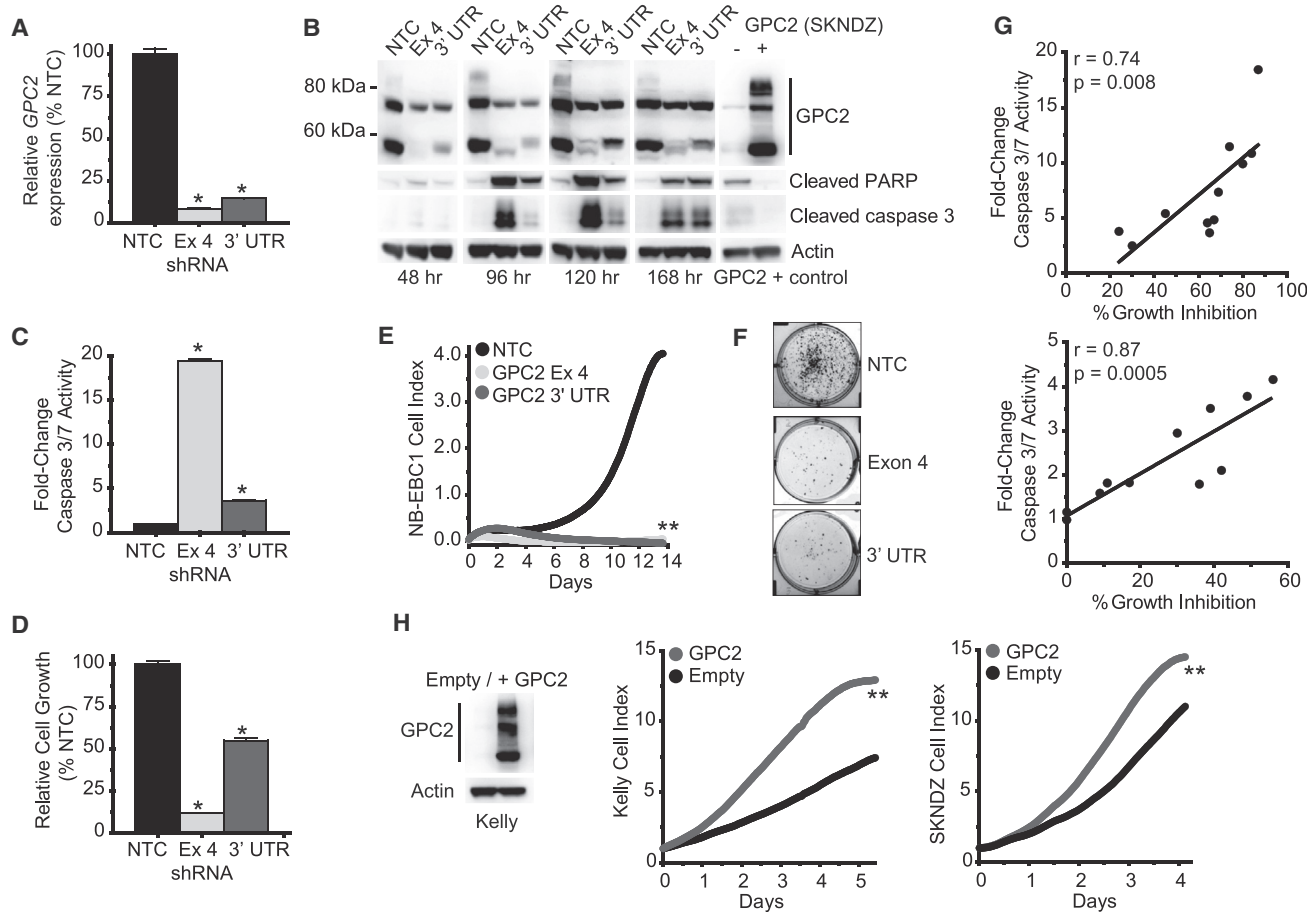 A
Relative GPC2
expression (% NTC)
100
75
50
25
0
*
*
NTC Ex 4 3' UTR
shRNA
B
NTC Ex 4 3' UTR
NTC Ex 4 3' UTR
NTC Ex 4 3' UTR
NTC Ex 4 3' UTR
GPC2 (SKNDZ)
- +
80 kDa
60 kDa
GPC2
Cleaved PARP
Cleaved caspase 3
Actin
48 hr 96 hr 120 hr 168 hr GPC2 + control
C
Fold-Change
Caspase 3/7 Activity
20
15
10
5
0
*
*
NTC Ex 4 3' UTR
shRNA
D
Relative Cell Growth
(% NTC)
100
75
50
25
0
*
*
NTC Ex 4 3' UTR
shRNA
E
NB-EBC1 Cell Index
4.0
3.0
2.0
1.0
0.0
NTC
GPC2 Ex 4
GPC2 3' UTR
**
0 2 4 6 8 10 12 14
Days
F
NTC
Exon 4
3' UTR
G
Fold-Change
Caspase 3/7 Activity
20
15
10
5
0
r = 0.74
p = 0.008
0 20 40 60 80 100
% Growth Inhibition
Fold-Change
Caspase 3/7 Activity
5
4
3
2
1
0
r = 0.87
p = 0.0005
0 20 40 60
% Growth Inhibition
H
Empty / + GPC2
GPC2
Actin
Kelly
Kelly Cell Index
15
10
5
0
GPC2
Empty
**
0 1 2 3 4 5
Days
SKNDZ Cell Index
15
10
5
0
GPC2
Empty
**
0 1 2 3 4
Days